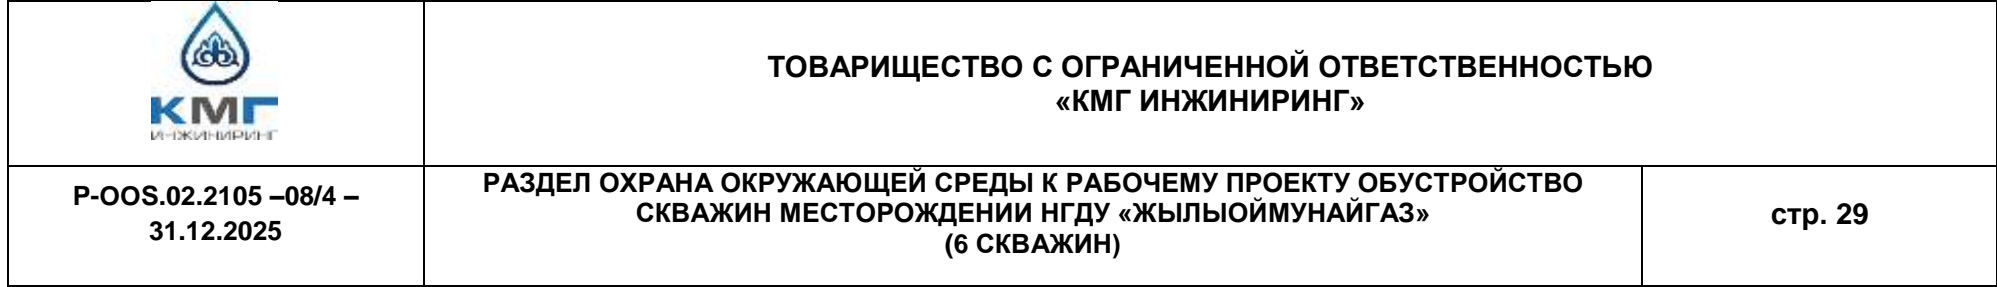 КМГ
ИНЖИНИРИНГ
ТОВАРИЩЕСТВО С ОГРАНИЧЕННОЙ ОТВЕТСТВЕННОСТЬЮ
«КМГ ИНЖИНИРИНГ»
P-OOS.02.2105 –08/4 –
31.12.2025
РАЗДЕЛ ОХРАНА ОКРУЖАЮЩЕЙ СРЕДЫ К РАБОЧЕМУ ПРОЕКТУ ОБУСТРОЙСТВО
СКВАЖИН МЕСТОРОЖДЕНИИ НГДУ «ЖЫЛЫОЙМУНАЙГАЗ»
(6 СКВАЖИН)
стр. 29